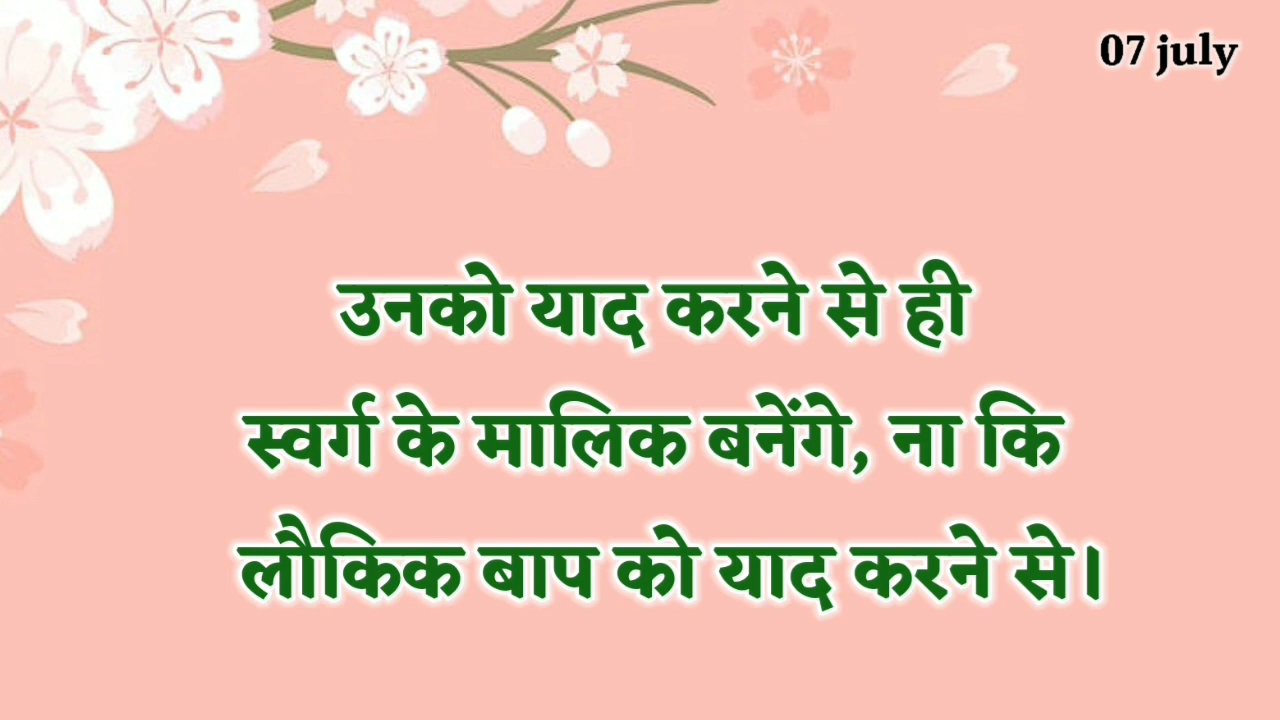 07 july
उनको याद करने से ही
स्वर्ग के मालिक बनेंगे, ना कि
लौकिक बाप को याद करने से।